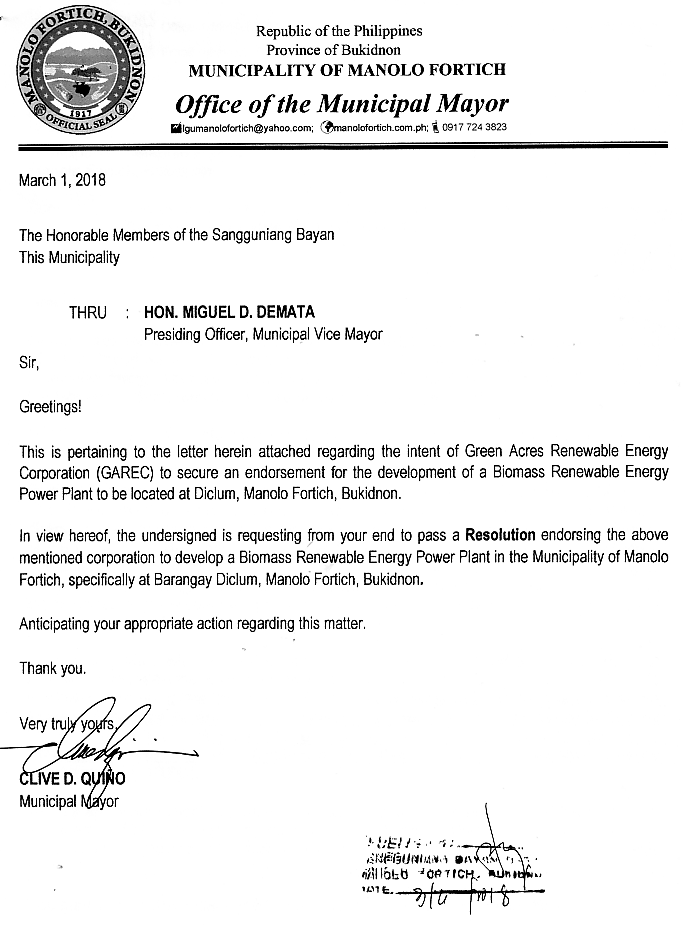 MANOLO FORTICH, BUKIDNON
1917
OFFICIAL SEAL
Republic of the Philippines
Province of Bukidnon
MUNICIPALITY OF MANOLO FORTICH
Office of the Municipal Mayor
lgumanolofortich@yahoo.com; manolofortich.com.ph; 0917 724 3823
March 1, 2018
The Honorable Members of the Sangguniang Bayan
This Municipality
THRU : HON. MIGUEL D. DEMATA
Presiding Officer, Municipal Vice Mayor
Sir,
Greetings!
This is pertaining to the letter herein attached regarding the intent of Green Acres Renewable Energy
Corporation (GAREC) to secure an endorsement for the development of a Biomass Renewable Energy
Power Plant to be located at Diclum, Manolo Fortich, Bukidnon.
In view hereof, the undersigned is requesting from your end to pass a Resolution endorsing the above
mentioned corporation to develop a Biomass Renewable Energy Power Plant in the Municipality of Manolo
Fortich, specifically at Barangay Diclum, Manolo Fortich, Bukidnon.
Anticipating your appropriate action regarding this matter.
Thank you.
Very truly yours,
CLIVE D. QUIÑO
Municipal Mayor
FORTICH,